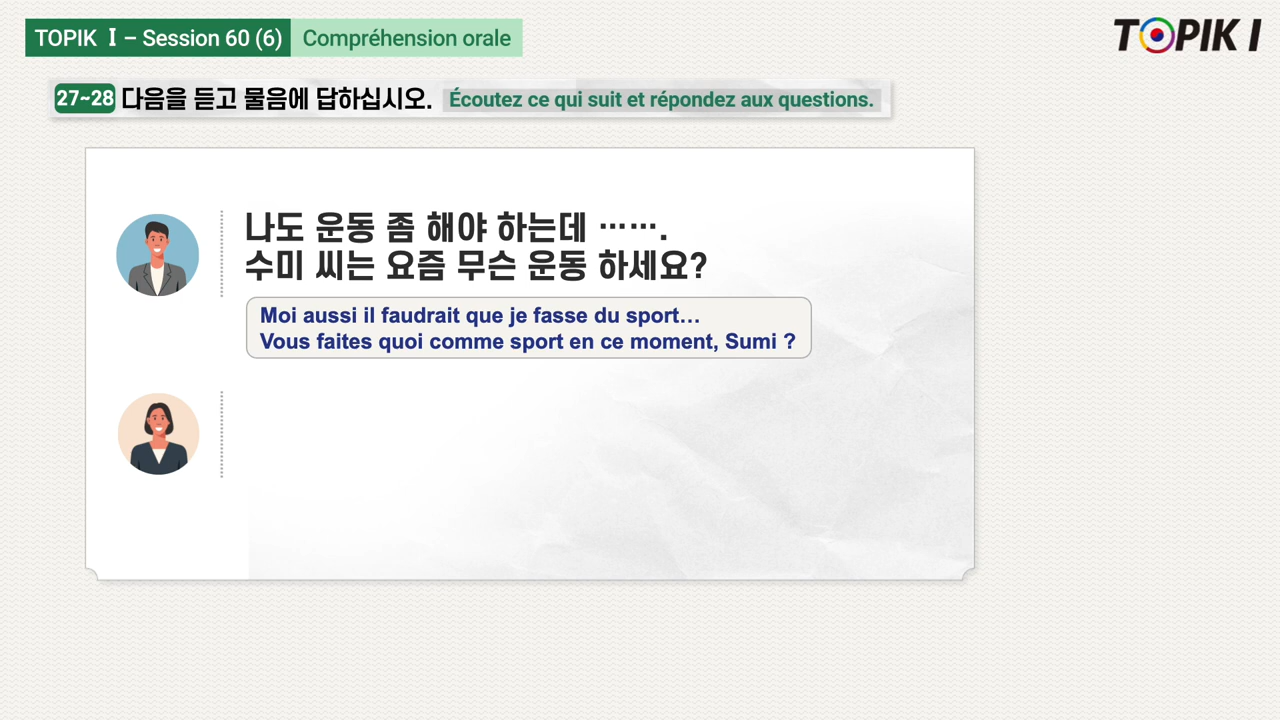 TOPIK Ⅰ – Session 60 (6) Compréhension orale
TOPIK I
27~28 다음을 듣고 물음에 답하십시오. Écoutez ce qui suit et répondez aux questions.
나도 운동 좀 해야 하는데 …….
수미 씨는 요즘 무슨 운동 하세요?
Moi aussi il faudrait que je fasse du sport…
Vous faites quoi comme sport en ce moment, Sumi ?